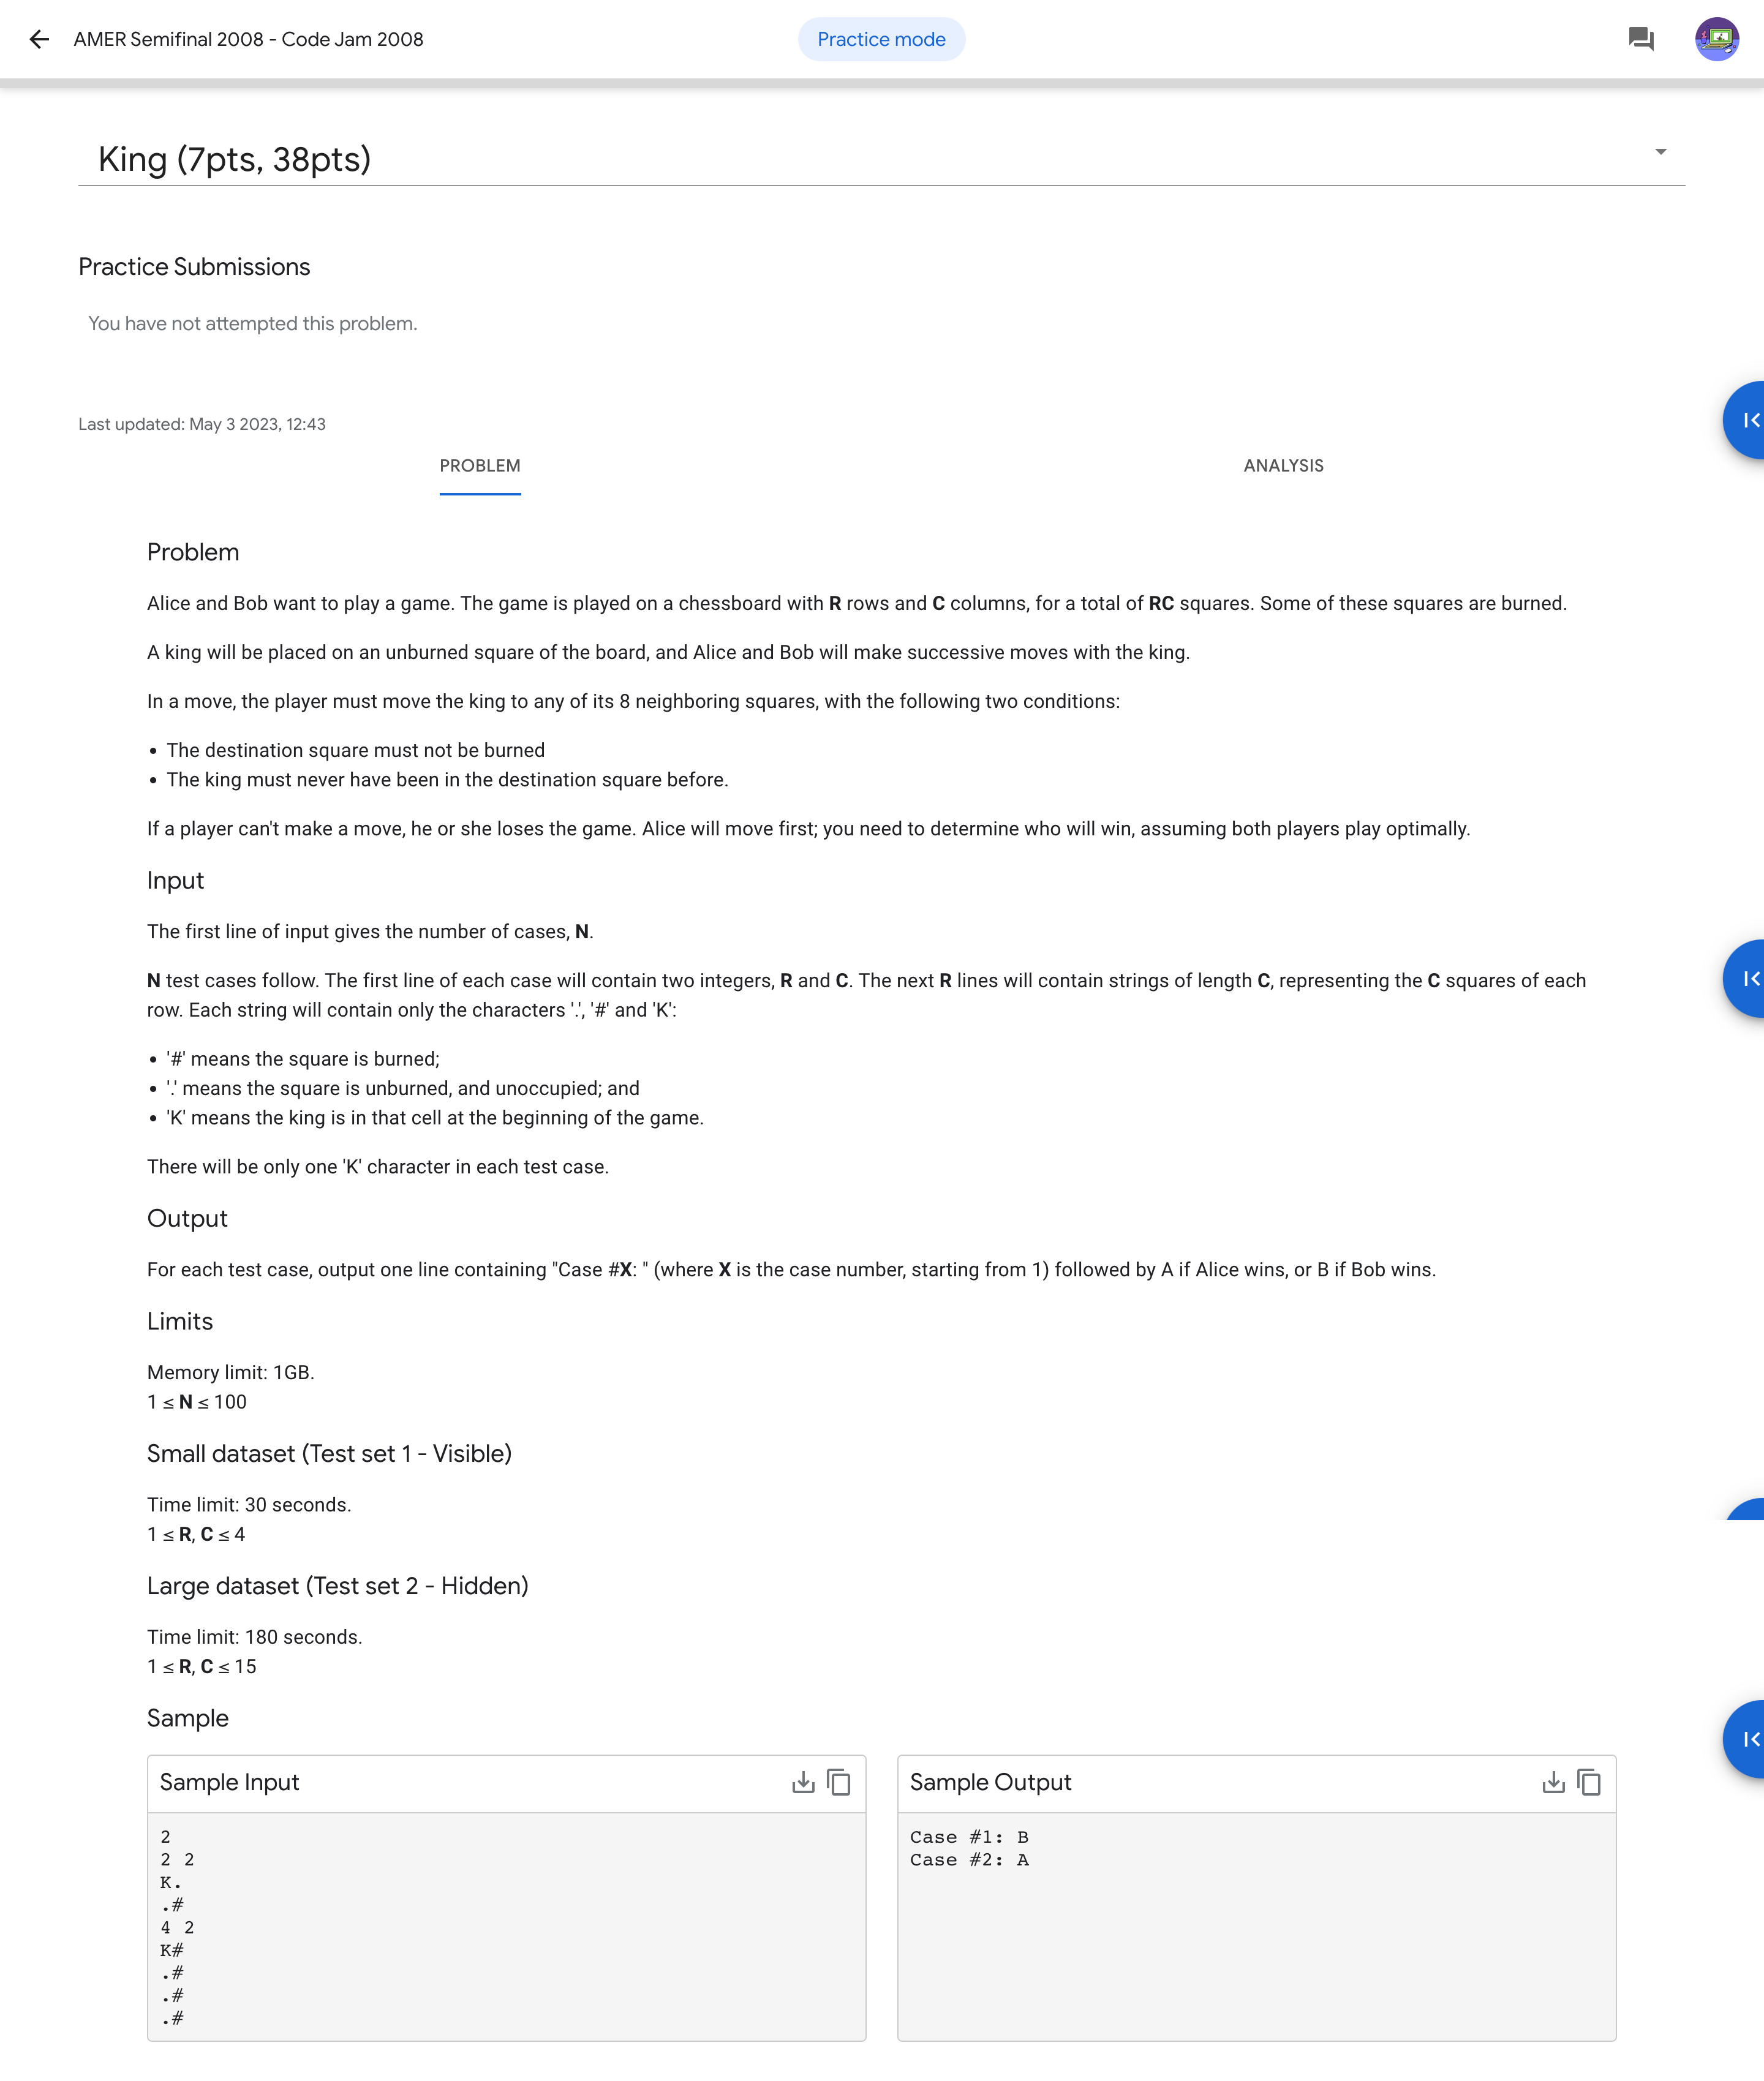 AMER Semifinal 2008 - Code Jam 2008
Practice mode
King (7pts, 38pts)
Practice Submissions
You have not attempted this problem.
Last updated: May 3 2023, 12:43
PROBLEM
ANALYSIS
Problem
Alice and Bob want to play a game. The game is played on a chessboard with R rows and C columns, for a total of RC squares. Some of these squares are burned.
A king will be placed on an unburned square of the board, and Alice and Bob will make successive moves with the king.
In a move, the player must move the king to any of its 8 neighboring squares, with the following two conditions:
• The destination square must not be burned
• The king must never have been in the destination square before.
If a player can't make a move, he or she loses the game. Alice will move first; you need to determine who will win, assuming both players play optimally.
Input
The first line of input gives the number of cases, N.
N test cases follow. The first line of each case will contain two integers, R and C. The next R lines will contain strings of length C, representing the C squares of each
row. Each string will contain only the characters '.', '#' and 'K':
• '#' means the square is burned;
• '.' means the square is unburned, and unoccupied; and
• 'K' means the king is in that cell at the beginning of the game.
There will be only one 'K' character in each test case.
Output
For each test case, output one line containing "Case #X: " (where X is the case number, starting from 1) followed by A if Alice wins, or B if Bob wins.
Limits
Memory limit: 1GB.
1 ≤ N ≤ 100
Small dataset (Test set 1 - Visible)
Time limit: 30 seconds.
1 ≤ R, C ≤ 4
Large dataset (Test set 2 - Hidden)
Time limit: 180 seconds.
1 ≤ R, C ≤ 15
Sample
Sample Input
2
2 2
K.
.#
4 2
K#
.#
.#
.#
Sample Output
Case #1: B
Case #2: A